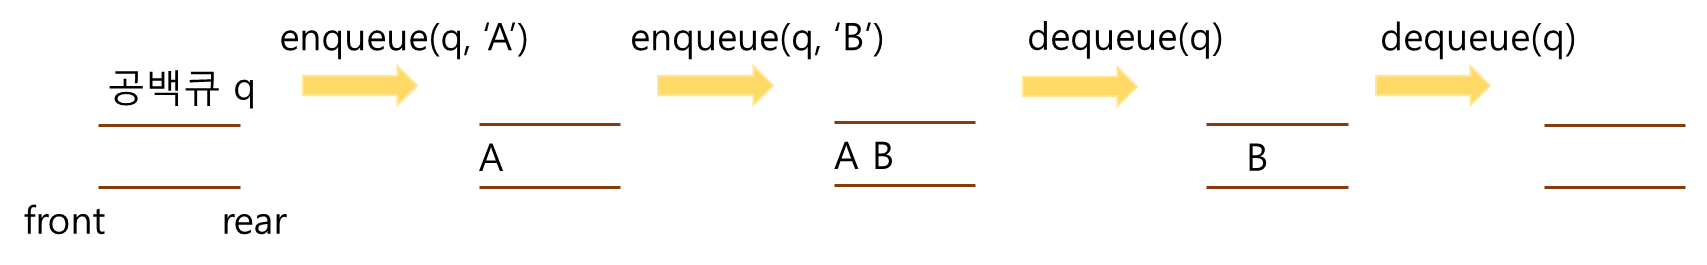 enqueue(q, ‘A’)
enqueue(q, ‘B’)
dequeue(q)
dequeue(q)
공백큐 q
A
A B
B
front
rear